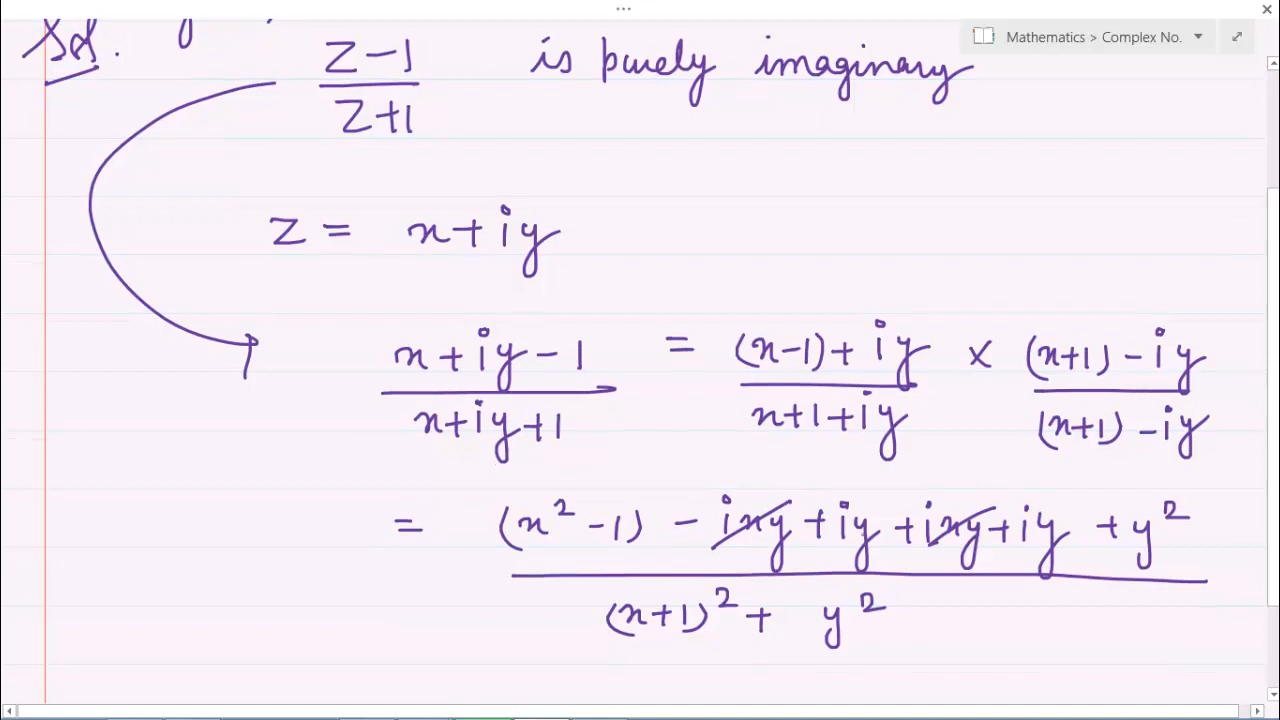 Mathematics > Complex No.
Sol.
z-1 / z+1 is purely imaginary
z = x+iy
x+iy-1 / x+iy+1 = (x-1)+iy / x+1+iy × (x+1)-iy / (x+1)-iy
= (x²-1) - ixy + iy + ixy + iy + y² / (x+1)² + y²